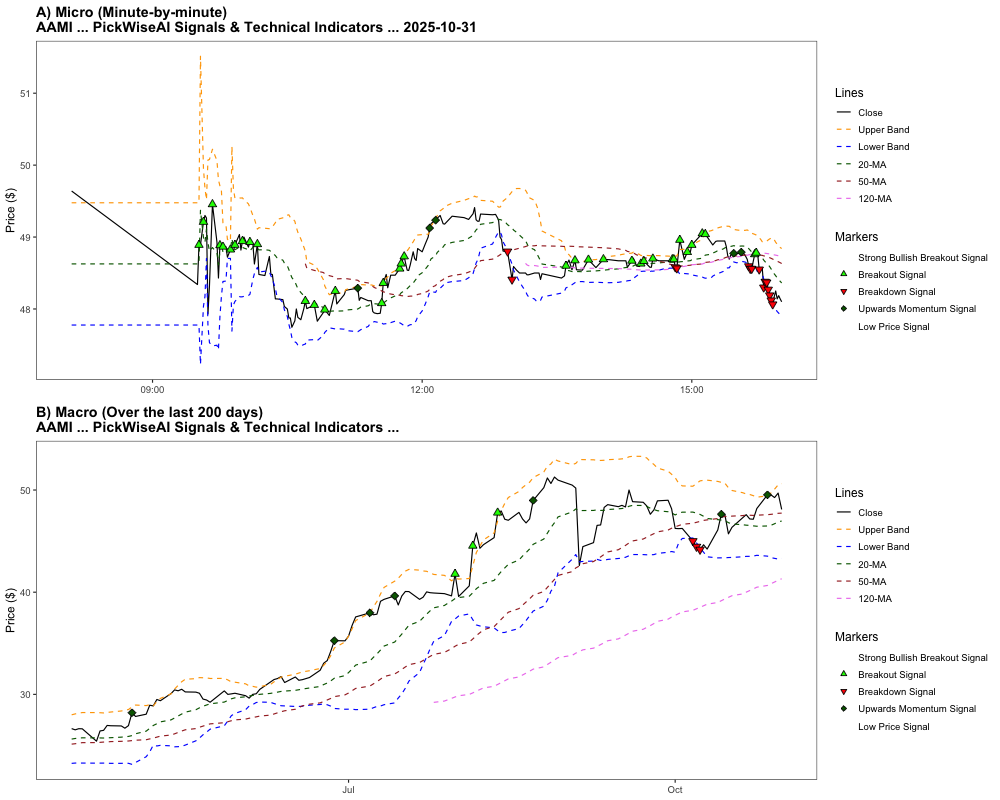 A) Micro (Minute-by-minute)
AAMI ... PickWiseAI Signals & Technical Indicators ... 2025-10-31
Price ($)
51
50
49
48
09:00
12:00
15:00
Lines
Close
Upper Band
Lower Band
20-MA
50-MA
120-MA
Markers
Strong Bullish Breakout Signal
Breakout Signal
Breakdown Signal
Upwards Momentum Signal
Low Price Signal
B) Macro (Over the last 200 days)
AAMI ... PickWiseAI Signals & Technical Indicators ...
Price ($)
50
40
30
Jul
Oct
Lines
Close
Upper Band
Lower Band
20-MA
50-MA
120-MA
Markers
Strong Bullish Breakout Signal
Breakout Signal
Breakdown Signal
Upwards Momentum Signal
Low Price Signal